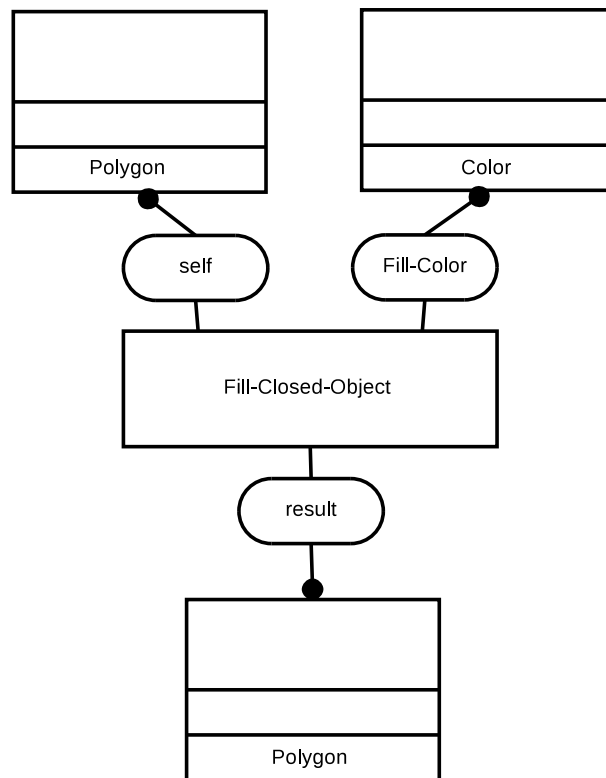 Polygon
Color
self
Fill-Color
Fill-Closed-Object
result
Polygon